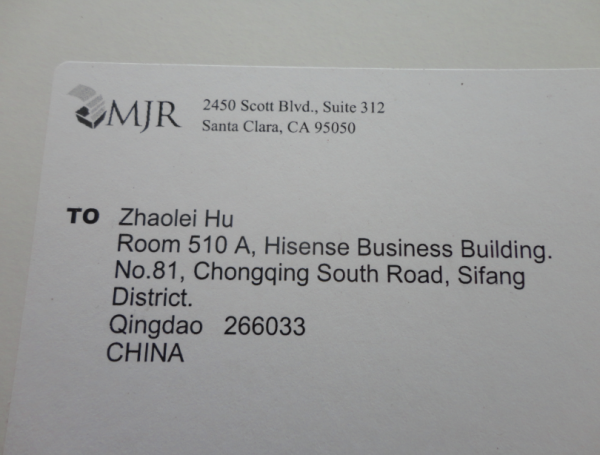 MJR
2450 Scott Blvd., Suite 312
Santa Clara, CA 95050
TO Zhaolei Hu
Room 510 A, Hisense Business Building.
No.81, Chongqing South Road, Sifang
District.
Qingdao 266033
CHINA